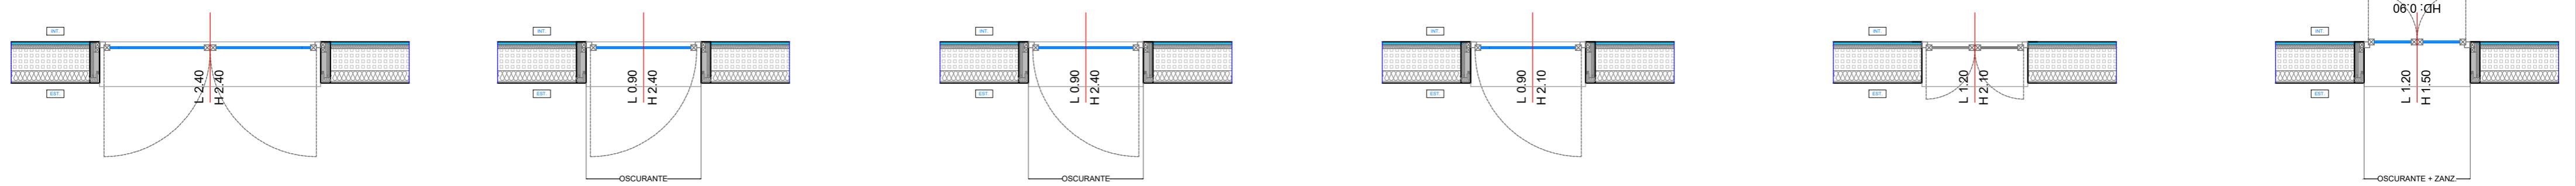 INT.
EST.
L 2.40
H 2.40
INT.
EST.
L 0.90
H 2.40
OSCURANTE
INT.
EST.
L 0.90
H 2.40
OSCURANTE
INT.
EST.
L 0.90
H 2.10
INT.
EST.
L 1.20
H 2.10
INT.
EST.
HD: 0.90
L 1.20
H 1.50
OSCURANTE + ZANZ.